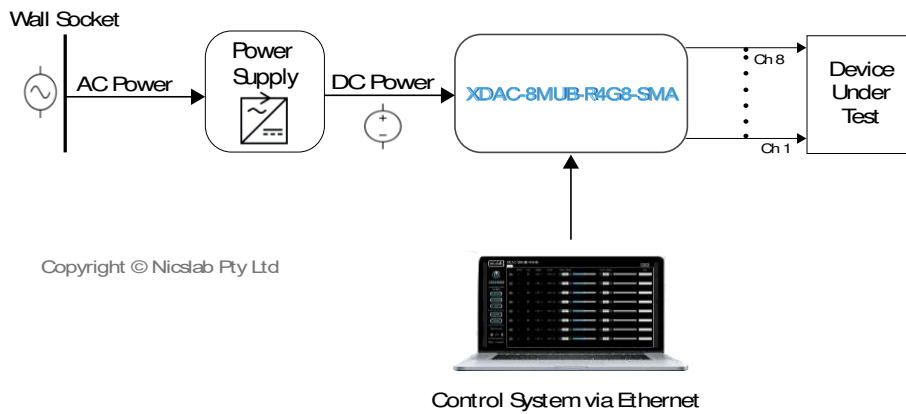 Wall Socket
AC Power
Power
Supply
DC Power
XDAC-8MUB-R4G8-SMA
Ch 8
Ch 1
Device
Under
Test
Copyright © Nicslab Pty Ltd
Control System via Ethernet